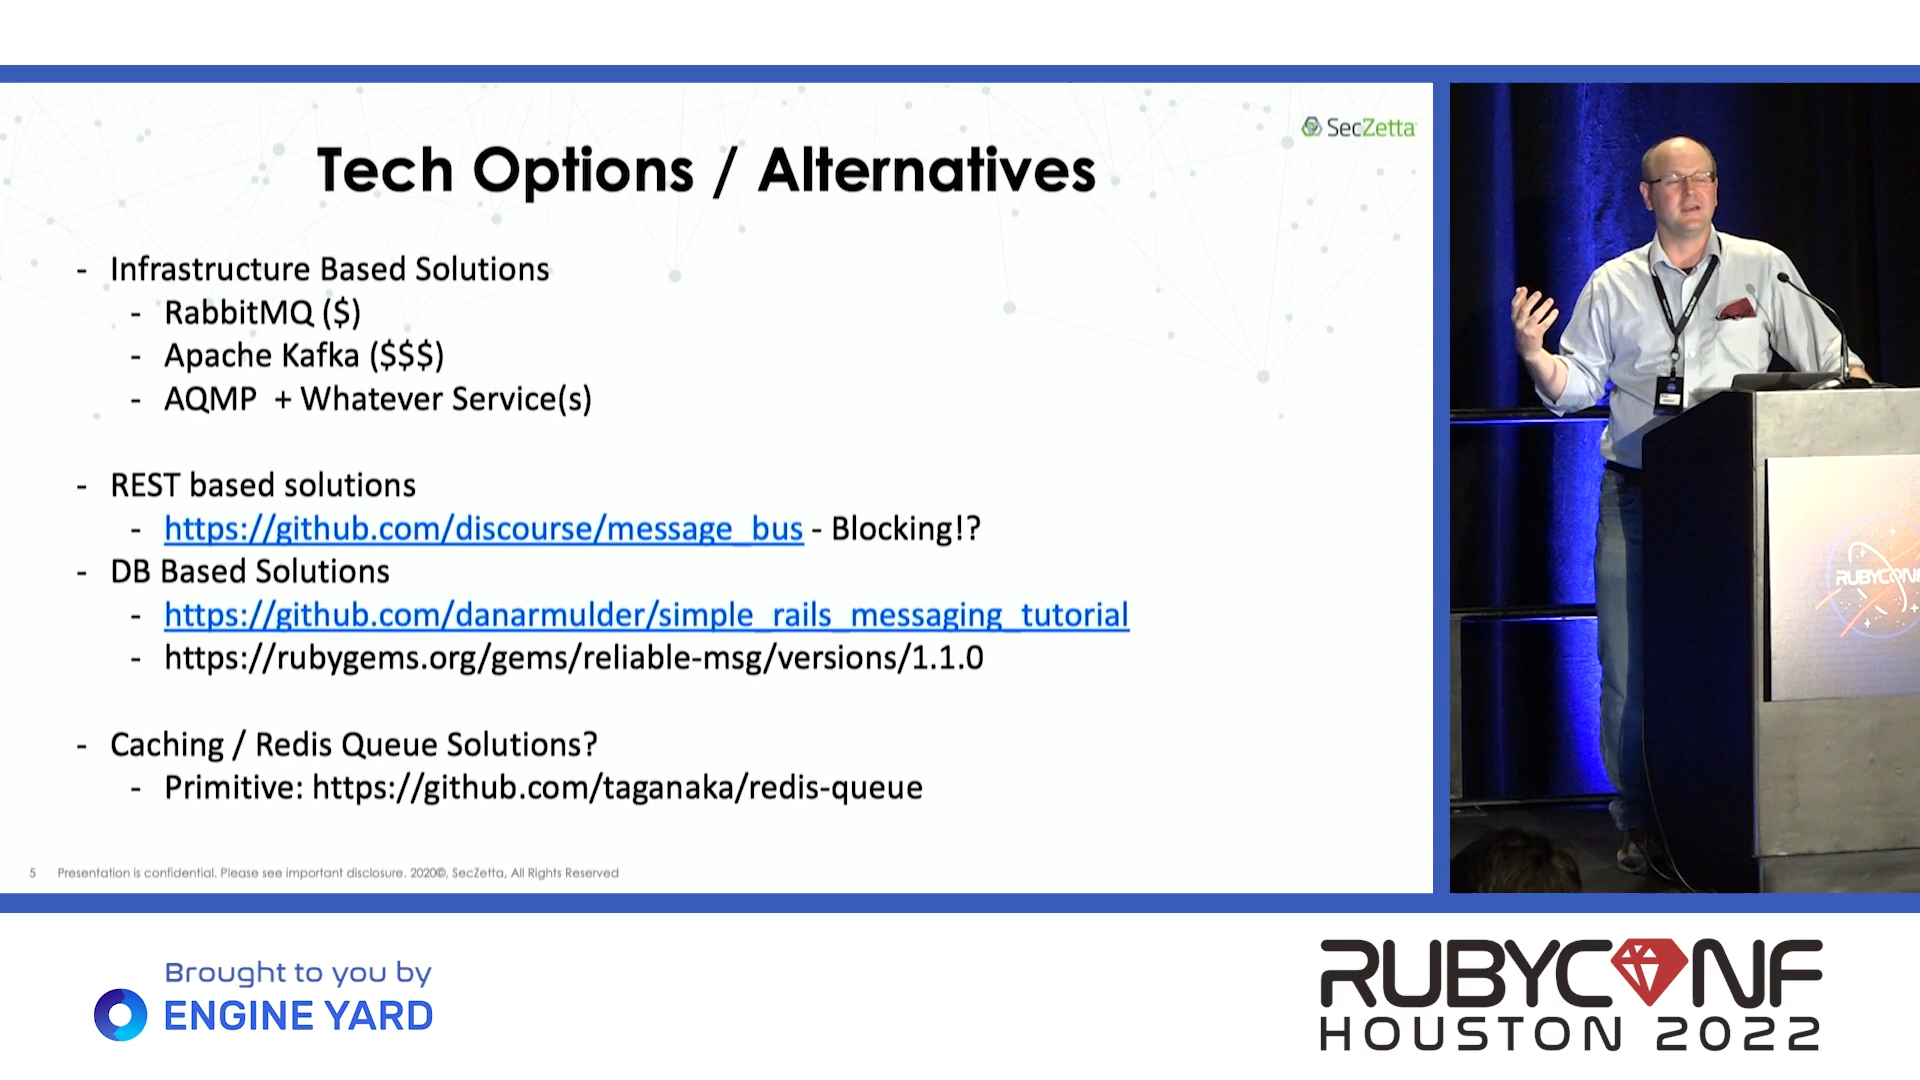 SecZetta
Tech Options / Alternatives
- Infrastructure Based Solutions
- RabbitMQ ($)
- Apache Kafka ($$$)
- AQMP + Whatever Service(s)
- REST based solutions
- https://github.com/discourse/message_bus - Blocking!?
- DB Based Solutions
- https://github.com/danarmulder/simple_rails_messaging_tutorial
- https://rubygems.org/gems/reliable-msg/versions/1.1.0
- Caching / Redis Queue Solutions?
- Primitive: https://github.com/taganaka/redis-queue
5 Presentation is confidential. Please see important disclosure. 2020©, SecZetta, All Rights Reserved
RUBYCONF
Brought to you by
ENGINE YARD
RUBYCONF
HOUSTON 2022